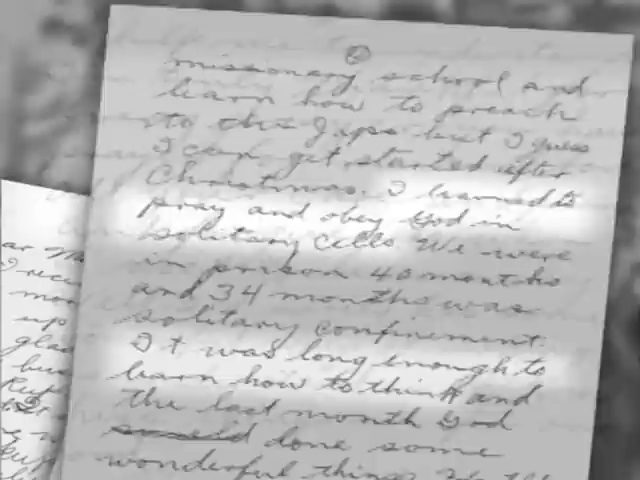 ②
missionary school and
learn how to preach
to the Japs but I guess
I can get started after
Christmas. I learned to
pray and obey God in
solitary cells. We were
in prison 40 months
and 34 months was
solitary confinement.
It was long enough to
learn how to think and
the last month God
done some
wonderful things